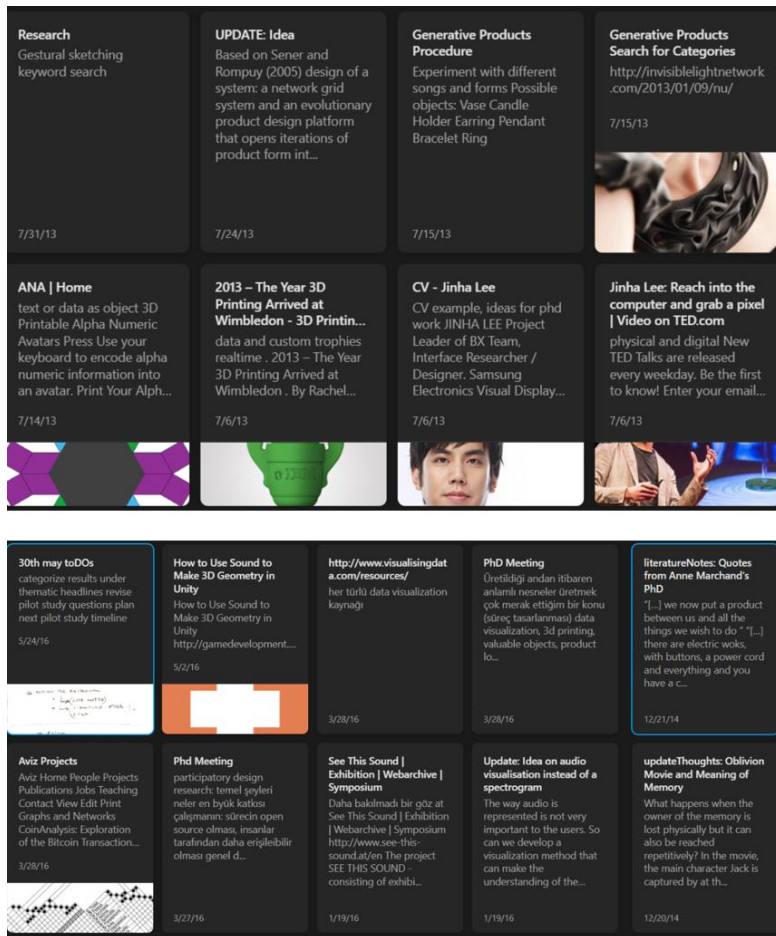 Research
Gestural sketching
keyword search
7/31/13
UPDATE: Idea
Based on Sener and
Rompuy (2005) design of a
system: a network grid
system and an evolutionary
product design platform
that opens iterations of
product form int...
7/24/13
Generative Products
Procedure
Experiment with different
songs and forms Possible
objects: Vase Candle
Holder Earring Pendant
Bracelet Ring
7/15/13
Generative Products
Search for Categories
http://invisiblelightnetwork
.com/2013/01/09/nu/
7/15/13
ANA | Home
text or data as object 3D
Printable Alpha Numeric
Avatars Press Use your
keyboard to encode alpha
numeric information into
an avatar. Print Your Alph...
7/14/13
2013 – The Year 3D
Printing Arrived at
Wimbledon - 3D Printin...
data and custom trophies
realtime . 2013 – The Year
3D Printing Arrived at
Wimbledon . By Rachel...
7/6/13
CV - Jinha Lee
CV example, ideas for phd
work JINHA LEE Project
Leader of BX Team,
Interface Researcher /
Designer. Samsung
Electronics Visual Display...
7/6/13
Jinha Lee: Reach into the
computer and grab a pixel
| Video on TED.com
physical and digital New
TED Talks are released
every weekday. Be the first
to know! Enter your email...
7/6/13
30th may toDOs
categorize results under
thematic headlines revise
pilot study questions plan
next pilot study timeline
5/24/16
How to Use Sound to
Make 3D Geometry in
Unity
How to Use Sound to
Make 3D Geometry in
Unity
http://gamedevelopment....
5/2/16
http://www.visualisingdat
a.com/resources/
her türlü data visualization
kaynağı
3/28/16
PhD Meeting
Üretildiği andan itibaren
anlamlı nesneler üretmek
çok merak ettiğim bir konu
(süreç tasarlanması) data
visualization, 3d printing,
valuable objects, product
lo...
3/28/16
literatureNotes: Quotes
from Anne Marchand's
PhD
"[...] we now put a product
between us and all the
things we wish to do " "[...]
there are electric woks,
with buttons, a power cord
and everything and you
have a c...
12/21/14
Aviz Projects
Aviz Home People Projects
Publications Jobs Teaching
Contact View Edit Print
Graphs and Networks
CoinAnalysis: Exploration
of the Bitcoin Transaction...
3/28/16
Phd Meeting
participatory design
research: temel şeyleri
neler en byük katkısı
çalışmanın: sürecin open
source olması, insanlar
tarafından daha erişileibilir
olması genel d...
3/27/16
See This Sound |
Exhibition | Webarchive |
Symposium
Daha bakılmadı bir göz at
See This Sound | Exhibition
| Webarchive | Symposium
http://www.see-this-
sound.at/en The project
SEE THIS SOUND -
consisting of exhibi...
1/19/16
Update: Idea on audio
visualisation instead of a
spectrogram
The way audio is
represented is not very
important to the users. So
can we develop a
visualization method that
can make the
understanding of the...
1/19/16
updateThoughts: Oblivion
Movie and Meaning of
Memory
What happens when the
owner of the memory is
lost physically but it can
also be reached
repetitively? In the movie,
the main character Jack is
captured by at th...
12/20/14